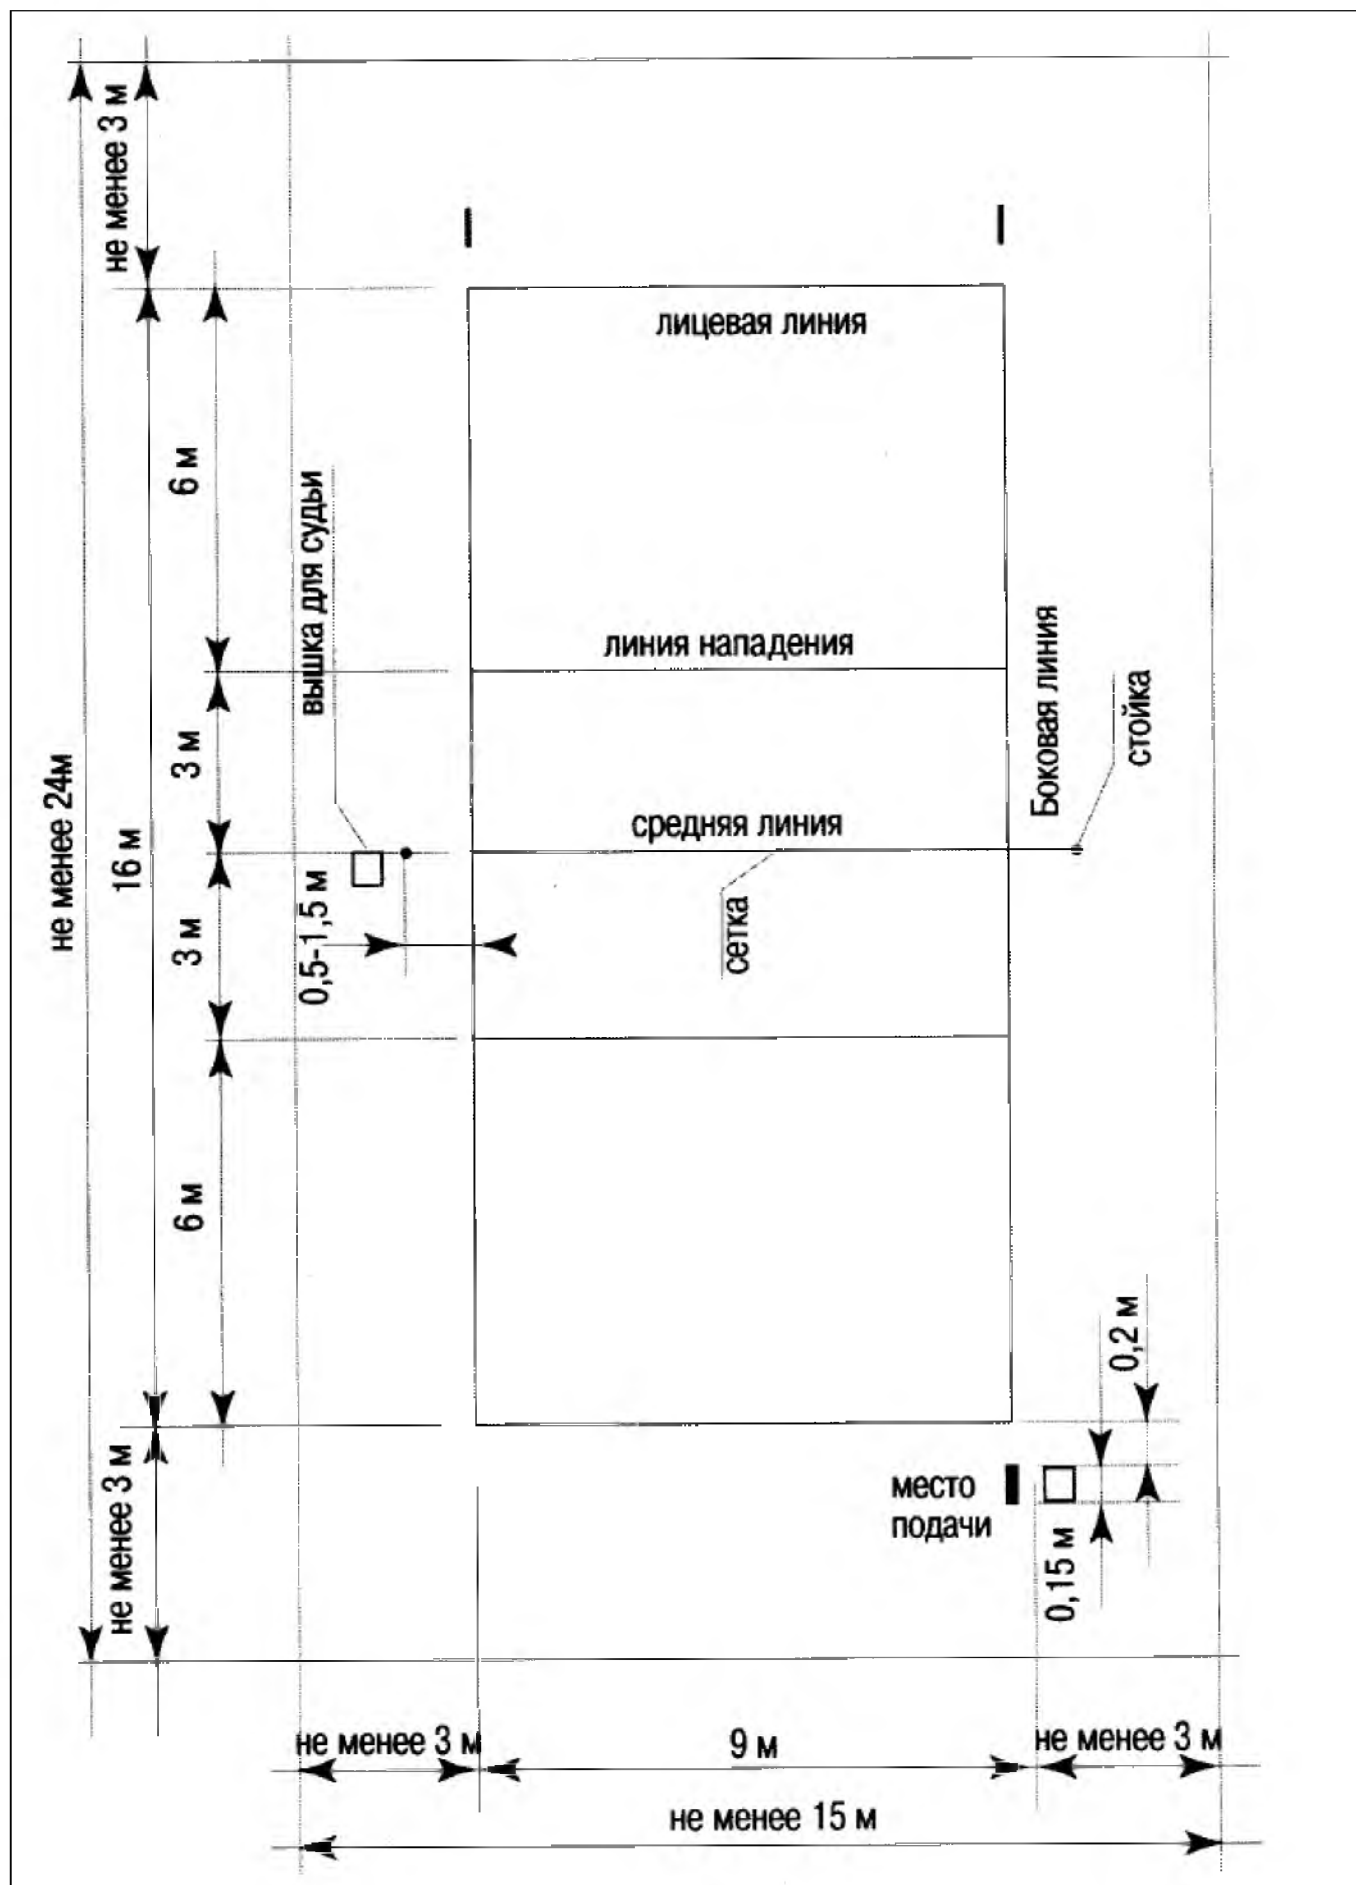 не менее 3 м
лицевая линия
6 м
вышка для судьи
линия нападения
Боковая линия
стойка
3 м
не менее 24м
16 м
средняя линия
сетка
3 м
0,5-1,5 м
6 м
0,2 м
место
подачи
0,15 м
не менее 3 м
не менее 3 м
9 м
не менее 3 м
не менее 15 м